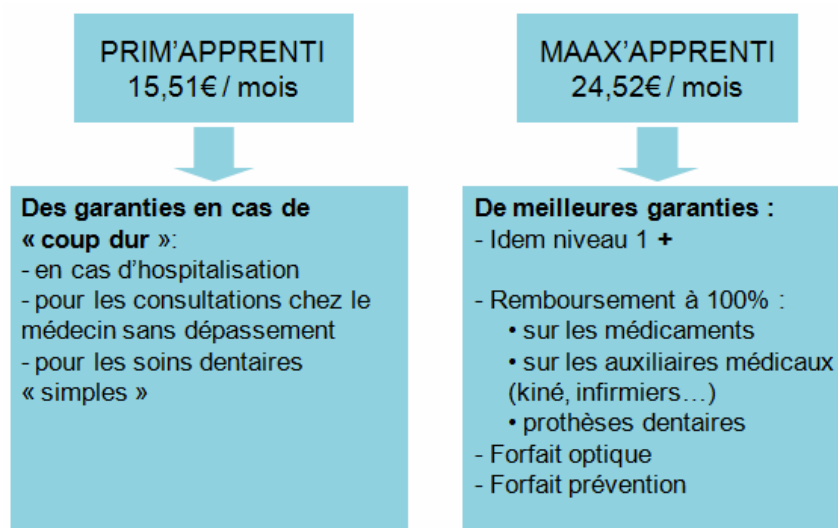 PRIM'APPRENTI
15,51€ / mois
Des garanties en cas de
« coup dur »:
- en cas d'hospitalisation
- pour les consultations chez le
médecin sans dépassement
- pour les soins dentaires
« simples »
MAAX'APPRENTI
24,52€ / mois
De meilleures garanties :
- Idem niveau 1 +
- Remboursement à 100% :
• sur les médicaments
• sur les auxiliaires médicaux
(kiné, infirmiers…)
• prothèses dentaires
- Forfait optique
- Forfait prévention